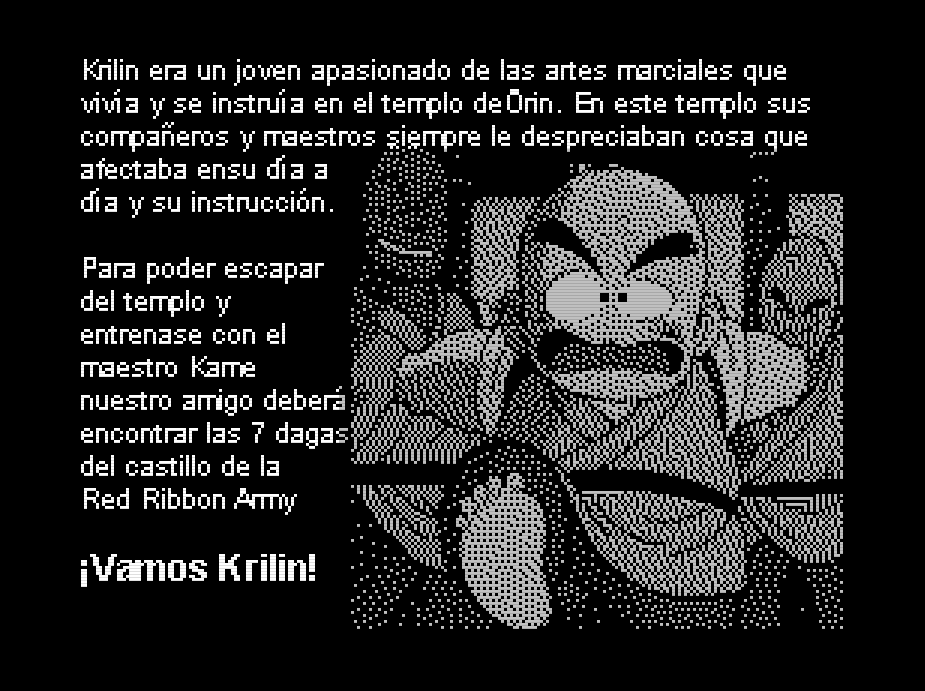 Krilin era un joven apasionado de las artes marciales que
vivía y se instruía en el templo deŌrin. En este templo sus
compañeros y maestros siempre le despreciaban cosa que
afectaba ensu día a
día y su instrucción.
Para poder escapar
del templo y
entrenase con el
maestro Kame
nuestro amigo deberá
encontrar las 7 dagas
del castillo de la
Red Ribbon Army
¡Vamos Krilin!